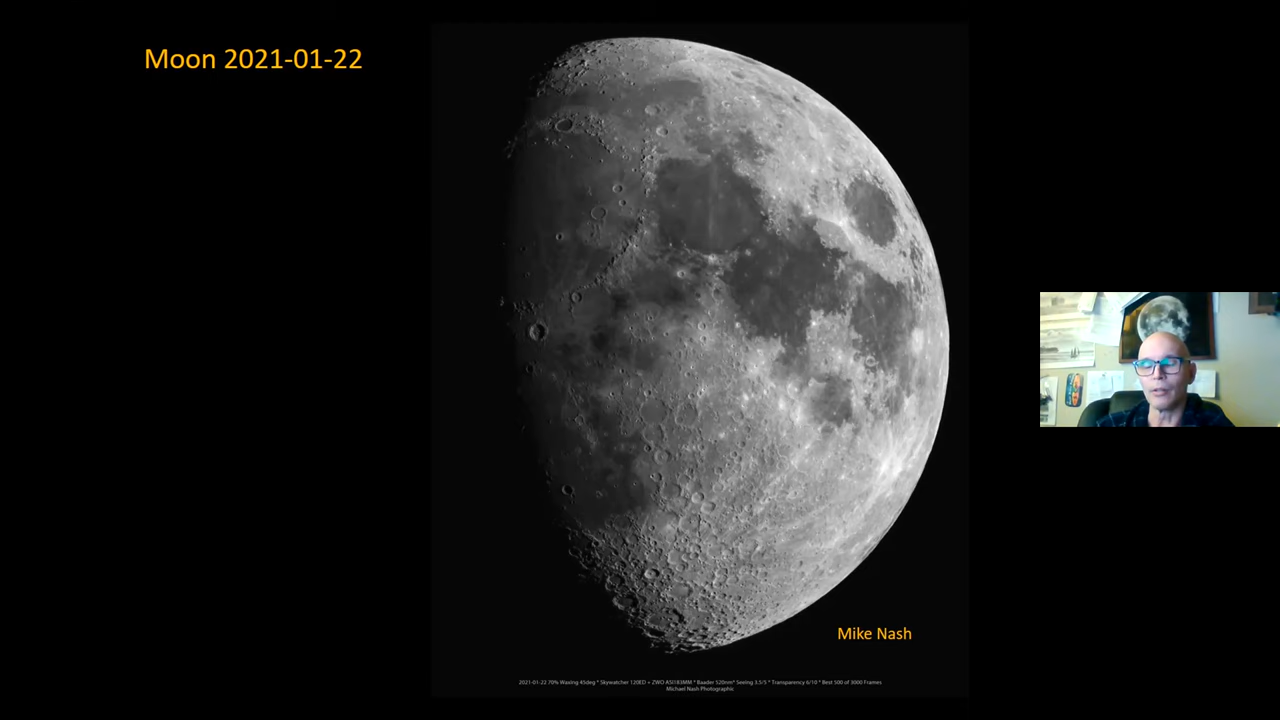 Moon 2021-01-22
Mike Nash
2021-01-22 70% Waxing 45deg * Skywatcher 120ED + ZWO ASI183MM * Baader 520nm* Seeing 3.5/5 * Transparency 6/10 * Best 500 of 3000 Frames
Michael Nash Photographic